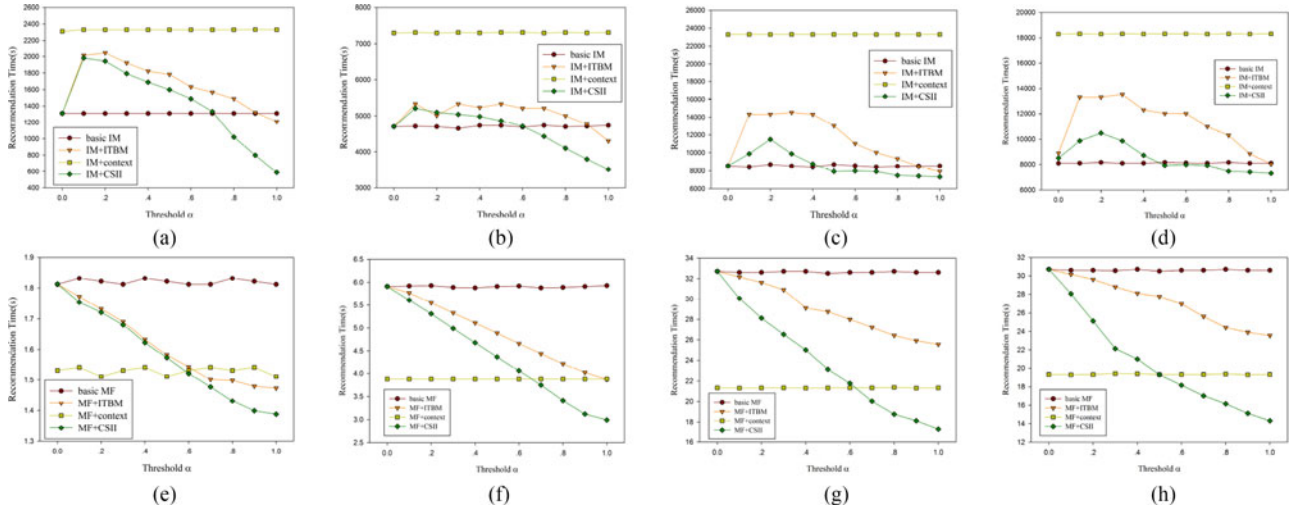 Recommendation Time(s)
2600
2400
2200
2000
1800
1600
1400
1200
1000
800
600
400
basic IM
IM+ITBM
IM+context
IM+CSII
0.0 .2 .4 .6 .8 1.0
Threshold α
(a)
Recommendation Time(s)
8000
7000
6000
5000
4000
3000
basic IM
IM+ITBM
IM+context
IM+CSII
0.0 .2 .4 .6 .8 1.0
Threshold α
(b)
Recommendation Time(s)
26000
24000
22000
20000
18000
16000
14000
12000
10000
8000
6000
basic IM
IM+ITBM
IM+context
IM+CSII
0.0 .2 .4 .6 .8 1.0
Threshold α
(c)
Recommendation Time(s)
20000
18000
16000
14000
12000
10000
8000
6000
basic IM
IM+ITBM
IM+context
IM+CSII
0.0 .2 .4 .6 .8 1.0
Threshold α
(d)
Recommendation Time(s)
1.9
1.8
1.7
1.6
1.5
1.4
1.3
basic MF
MF+ITBM
MF+context
MF+CSII
0.0 .2 .4 .6 .8 1.0
Threshold α
(e)
Recommendation Time(s)
6.5
6.0
5.5
5.0
4.5
4.0
3.5
3.0
2.5
basic MF
MF+ITBM
MF+context
MF+CSII
0.0 .2 .4 .6 .8 1.0
Threshold α
(f)
Recommendation Time(s)
34
32
30
28
26
24
22
20
18
16
basic MF
MF+ITBM
MF+context
MF+CSII
0.0 .2 .4 .6 .8 1.0
Threshold α
(g)
Recommendation Time(s)
32
30
28
26
24
22
20
18
16
14
12
basic MF
MF+ITBM
MF+context
MF+CSII
0.0 .2 .4 .6 .8 1.0
Threshold α
(h)